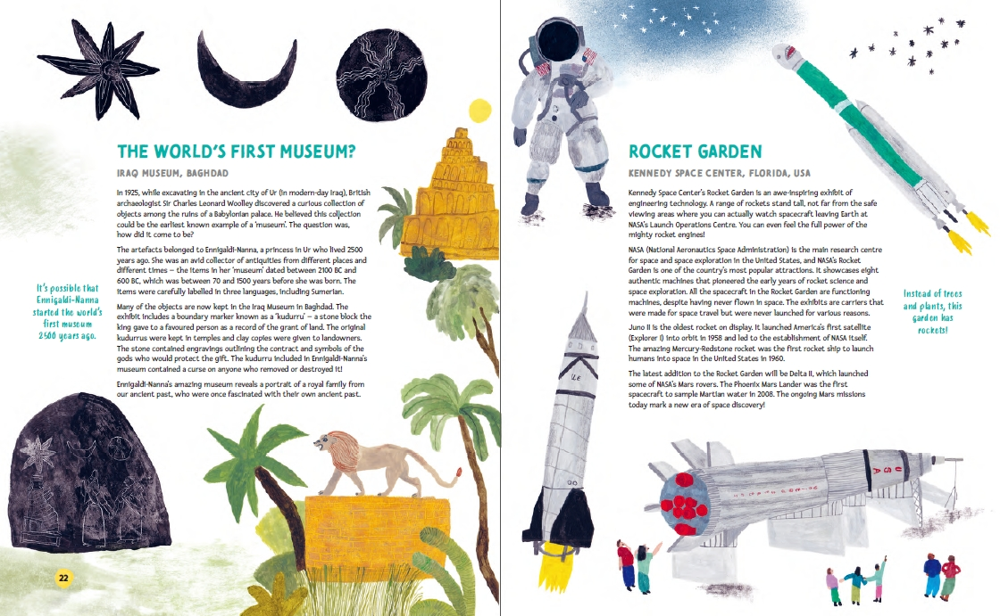 THE WORLD'S FIRST MUSEUM?
IRAQ MUSEUM, BAGHDAD
In 1925, while excavating in the ancient city of Ur (in modern-day Iraq), British
archaeologist Sir Charles Leonard Woolley discovered a curious collection of
objects among the ruins of a Babylonian palace. He believed this collection
could be the earliest known example of a 'museum'. The question was,
how did it come to be?
The artefacts belonged to Ennigaldi-Nanna, a princess in Ur who lived 2500
years ago. She was an avid collector of antiquities from different places and
different times – the items in her 'museum' dated between 2100 BC and
600 BC, which was between 70 and 1500 years before she was born. The
items were carefully labelled in three languages, including Sumerian.
Many of the objects are now kept in the Iraq Museum in Baghdad. The
exhibit includes a boundary marker known as a 'kudurru' – a stone block the
king gave to a favoured person as a record of the grant of land. The original
kudurrus were kept in temples and clay copies were given to landowners.
The stone contained engravings outlining the contract and symbols of the
gods who would protect the gift. The kudurru included in Ennigaldi-Nanna's
museum contained a curse on anyone who removed or destroyed it!
Ennigaldi-Nanna's amazing museum reveals a portrait of a royal family from
our ancient past, who were once fascinated with their own ancient past.
It's possible that
Ennigaldi-Nanna
started the world's
first museum
2500 years ago.
22
ROCKET GARDEN
KENNEDY SPACE CENTER, FLORIDA, USA
Kennedy Space Center's Rocket Garden is an awe-inspiring exhibit of
engineering technology. A range of rockets stand tall, not far from the safe
viewing areas where you can actually watch spacecraft leaving Earth at
NASA's Launch Operations Centre. You can even feel the full power of the
mighty rocket engines!
NASA (National Aeronautics Space Administration) is the main research centre
for space and space exploration in the United States, and NASA's Rocket
Garden is one of the country's most popular attractions. It showcases eight
authentic machines that pioneered the early years of rocket science and
space exploration. All the spacecraft in the Rocket Garden are functioning
machines, despite having never flown in space. The exhibits are carriers that
were made for space travel but were never launched for various reasons.
Juno II is the oldest rocket on display. It launched America's first satellite
(Explorer I) into orbit in 1958 and led to the establishment of NASA itself.
The amazing Mercury-Redstone rocket was the first rocket ship to launch
humans into space in the United States in 1960.
The latest addition to the Rocket Garden will be Delta II, which launched
some of NASA's Mars rovers. The Phoenix Mars Lander was the first
spacecraft to sample Martian water in 2008. The ongoing Mars missions
today mark a new era of space discovery!
Instead of trees
and plants, this
garden has
rockets!
USA